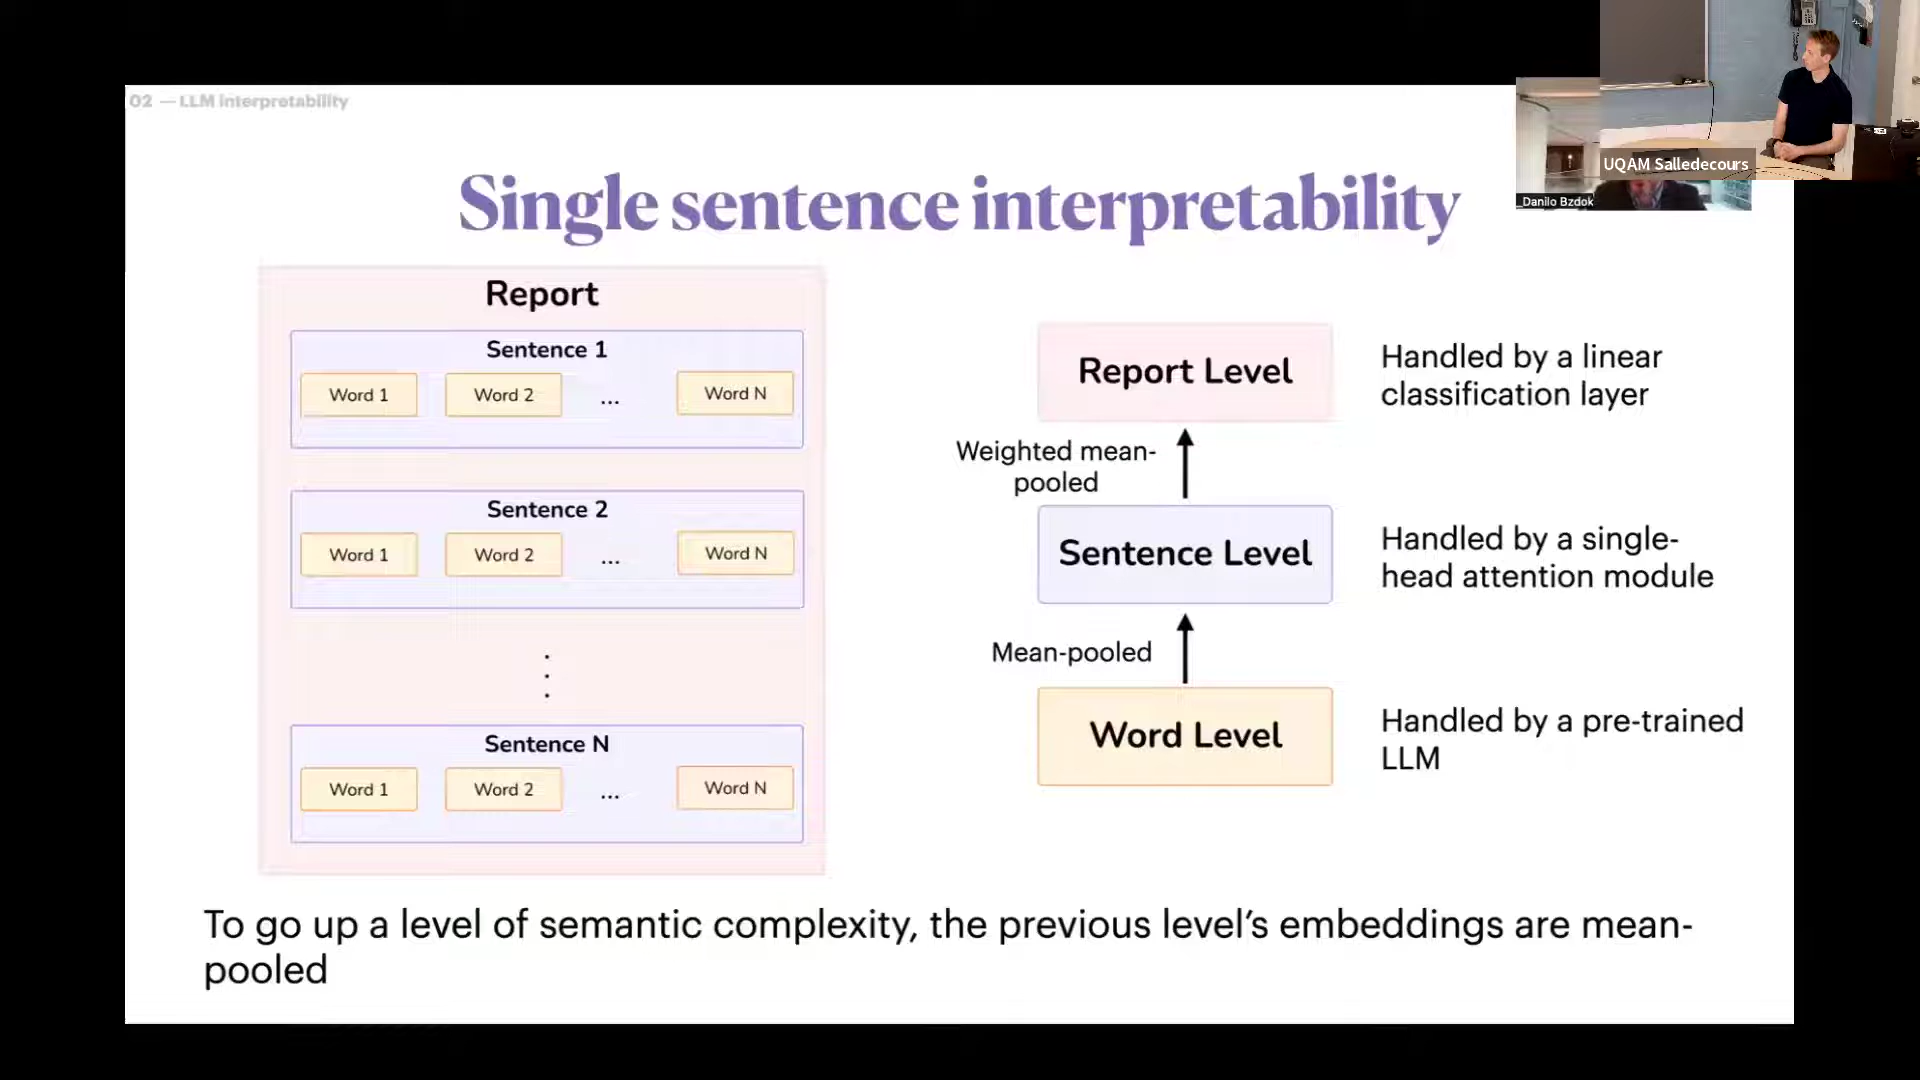 02 — LLM interpretability
Single sentence interpretability
UQAM Salledecours
Danilo Bzdok
Report
Sentence 1
Word 1
Word 2
...
Word N
Sentence 2
Word 1
Word 2
...
Word N
Sentence N
Word 1
Word 2
...
Word N
Report Level
Handled by a linear
classification layer
Weighted mean-
pooled
Sentence Level
Handled by a single-
head attention module
Mean-pooled
Word Level
Handled by a pre-trained
LLM
To go up a level of semantic complexity, the previous level’s embeddings are mean-
pooled